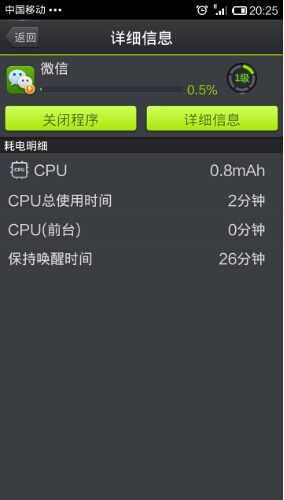 中国移动 ••• 20:25
返回 详细信息
微信
0.5% 1级
关闭程序 详细信息
耗电明细
CPU CPU 0.8mAh
CPU总使用时间 2分钟
CPU(前台) 0分钟
保持唤醒时间 26分钟